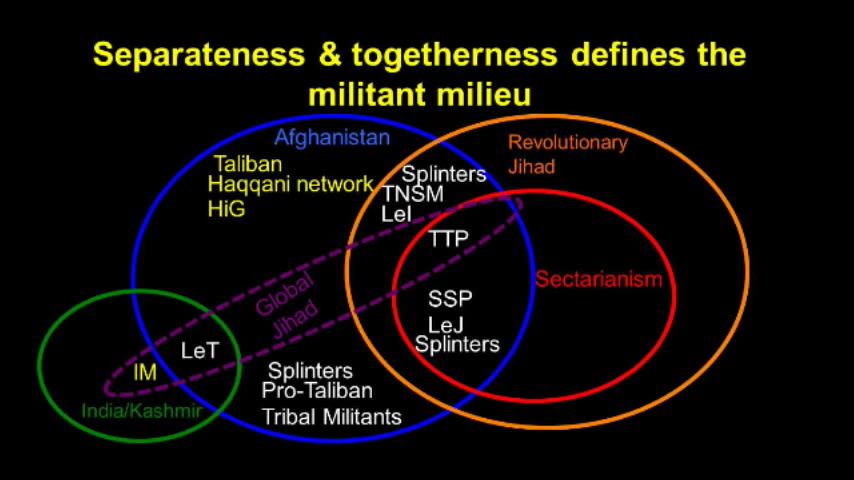 Separateness & togetherness defines the
militant milieu
Afghanistan
Revolutionary
Jihad
Taliban
Haqqani network
HiG
Splinters
TNSM
LeI
TTP
Sectarianism
Global
Jihad
SSP
LeJ
Splinters
LeT
IM
India/Kashmir
Splinters
Pro-Taliban
Tribal Militants